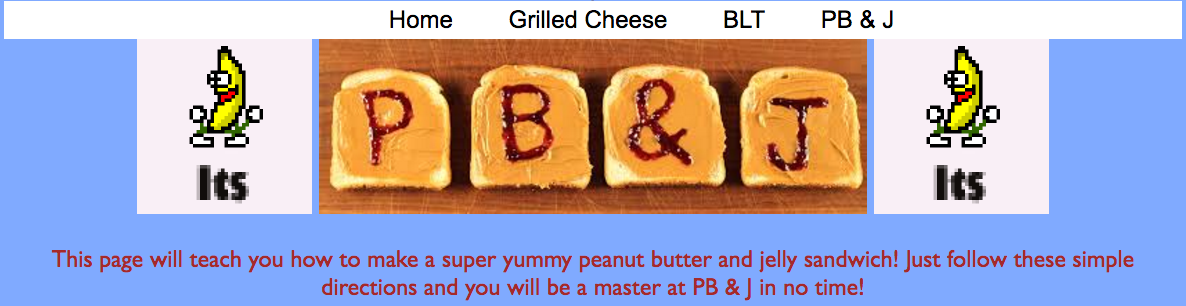 Home Grilled Cheese BLT PB & J
Its
P B & J
Its
This page will teach you how to make a super yummy peanut butter and jelly sandwich! Just follow these simple
directions and you will be a master at PB & J in no time!